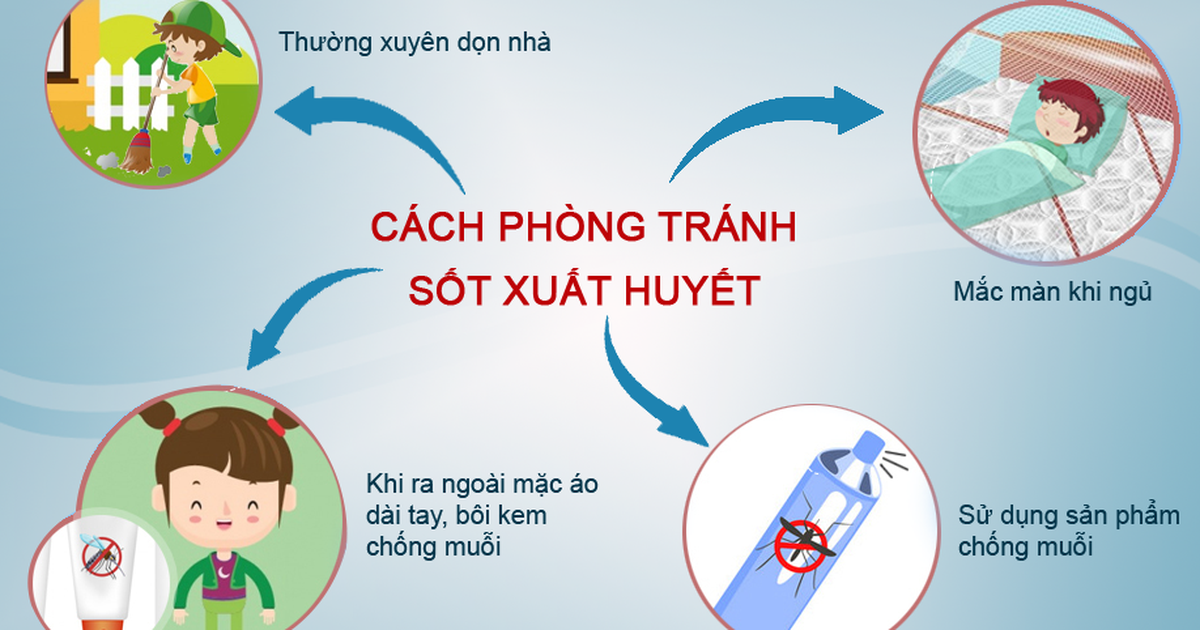 Thường xuyên dọn nhà
CÁCH PHÒNG TRÁNH
SỐT XUẤT HUYẾT
Mắc màn khi ngủ
Khi ra ngoài mặc áo
dài tay, bôi kem
chống muỗi
Sử dụng sản phẩm
chống muỗi